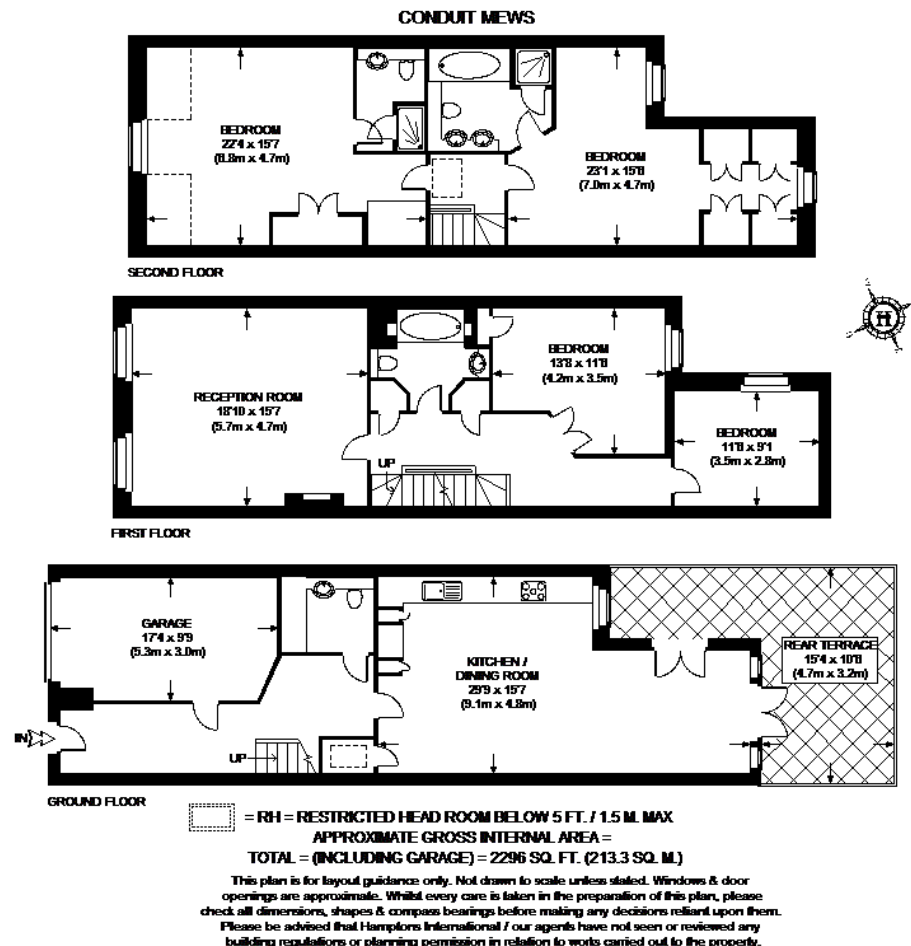 CONDUIT MEWS
BEDROOM
22'4 x 15'7
(6.8m x 4.7m)
BEDROOM
23'1 x 15'8
(7.0m x 4.7m)
SECOND FLOOR
H
BEDROOM
13'8 x 11'8
(4.2m x 3.5m)
RECEPTION ROOM
18'10 x 15'7
(5.7m x 4.7m)
BEDROOM
11'8 x 9'1
(3.5m x 2.8m)
UP
FIRST FLOOR
GARAGE
17'4 x 9'9
(5.3m x 3.0m)
KITCHEN /
DINING ROOM
29'9 x 15'7
(9.1m x 4.8m)
REAR TERRACE
15'4 x 10'8
(4.7m x 3.2m)
IN
UP
GROUND FLOOR
= RH = RESTRICTED HEAD ROOM BELOW 5 FT. / 1.5 M. MAX
APPROXIMATE GROSS INTERNAL AREA =
TOTAL = (INCLUDING GARAGE) = 2296 SQ. FT. (213.3 SQ. M.)
This plan is for layout guidance only. Not drawn to scale unless stated. Windows & door
openings are approximate. Whilst every care is taken in the preparation of this plan, please
check all dimensions, shapes & compass bearings before making any decisions reliant upon them.
Please be advised that Hamptons International / our agents have not seen or reviewed any
building regulations or planning permission in relation to works carried out to the property.